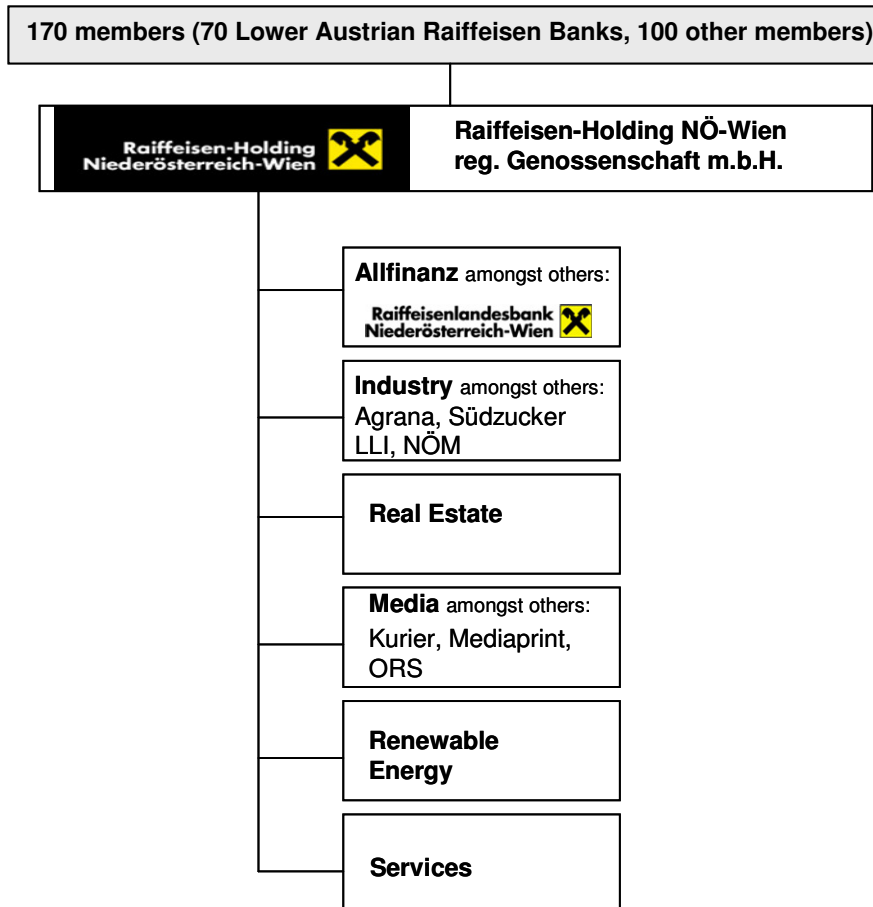 170 members (70 Lower Austrian Raiffeisen Banks, 100 other members)
Raiffeisen-Holding
Niederösterreich-Wien
Raiffeisen-Holding NÖ-Wien
reg. Genossenschaft m.b.H.
Allfinanz amongst others:
Raiffeisenlandesbank
Niederösterreich-Wien
Industry amongst others:
Agrana, Südzucker
LLI, NÖM
Real Estate
Media amongst others:
Kurier, Mediaprint,
ORS
Renewable
Energy
Services